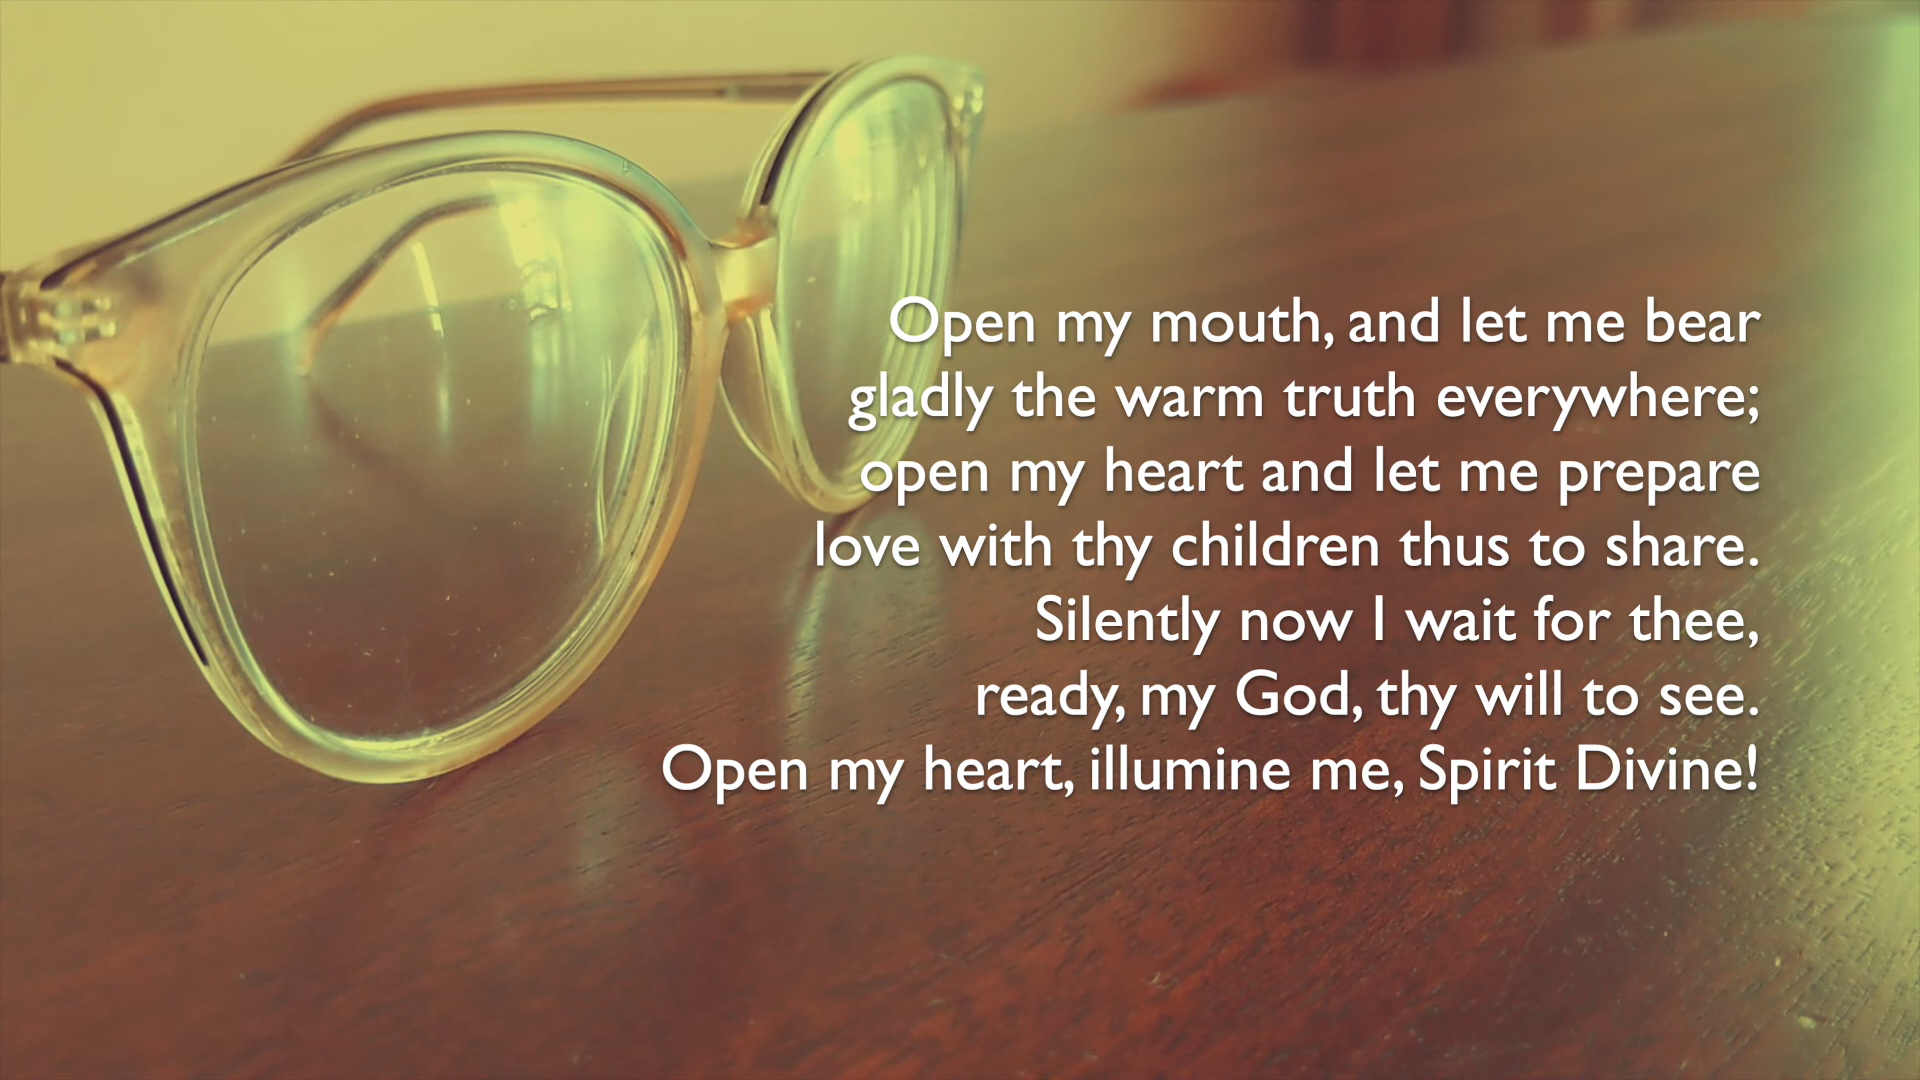 Open my mouth, and let me bear
gladly the warm truth everywhere;
open my heart and let me prepare
love with thy children thus to share.
Silently now I wait for thee,
ready, my God, thy will to see.
Open my heart, illumine me, Spirit Divine!